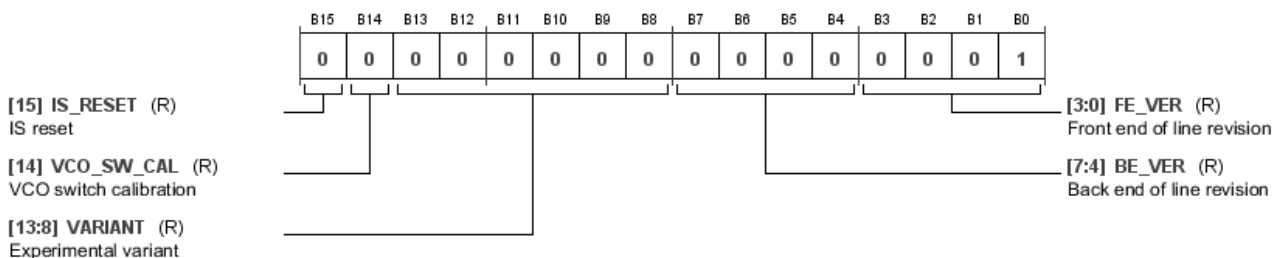 B15 B14 B13 B12 B11 B10 B9 B8 B7 B6 B5 B4 B3 B2 B1 B0
0 0 0 0 0 0 0 0 0 0 0 0 0 0 0 1
[15] IS_RESET (R)
IS reset
[3:0] FE_VER (R)
Front end of line revision
[14] VCO_SW_CAL (R)
VCO switch calibration
[7:4] BE_VER (R)
Back end of line revision
[13:8] VARIANT (R)
Experimental variant